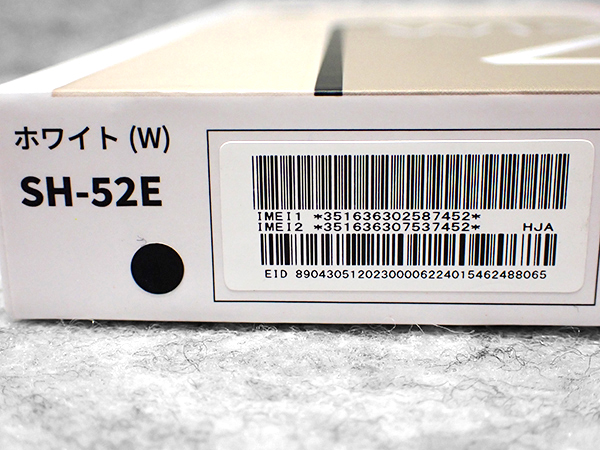 ホワイト (W)
SH-52E
IMEI1 *351636302587452*
IMEI2 *351636307537452* HJA
EID 89043051202300006224015462488065